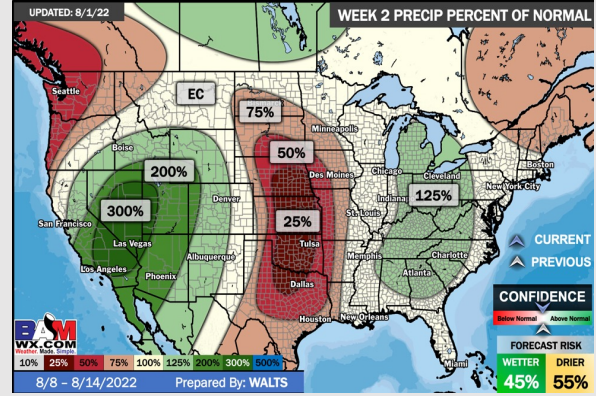 UPDATED: 8/1/22
WEEK 2 PRECIP PERCENT OF NORMAL
Seattle
EC
75%
Minneapolis
Boise
50%
200%
Des Moines
Chicago
Cleveland
Boston
New York City
300%
Denver
Indiana
125%
San Francisco
25%
St. Louis
Las Vegas
Tulsa
CURRENT
Los Angeles
Albuquerque
Memphis
Charlotte
PREVIOUS
Phoenix
Atlanta
Dallas
CONFIDENCE
Houston
New Orleans
Below Normal
Above Normal
BAM
WX.COM
Weather. Made. Simple.
FORECAST RISK
10% 25% 50% 75% 100% 125% 200% 300% 500%
Miami
WETTER
DRIER
8/8 – 8/14/2022
Prepared By: WALTS
45%
55%